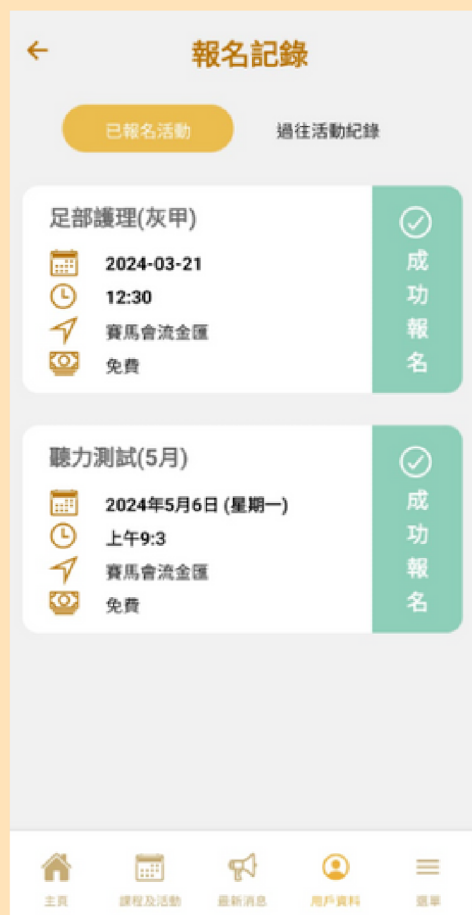 報名記錄
已報名活動
過往活動紀錄
足部護理(灰甲)
2024-03-21
12:30
賽馬會流金匯
免費
成功報名
聽力測試(5月)
2024年5月6日 (星期一)
上午9:3
賽馬會流金匯
免費
成功報名
主頁
課程及活動
最新消息
用戶資料
選單